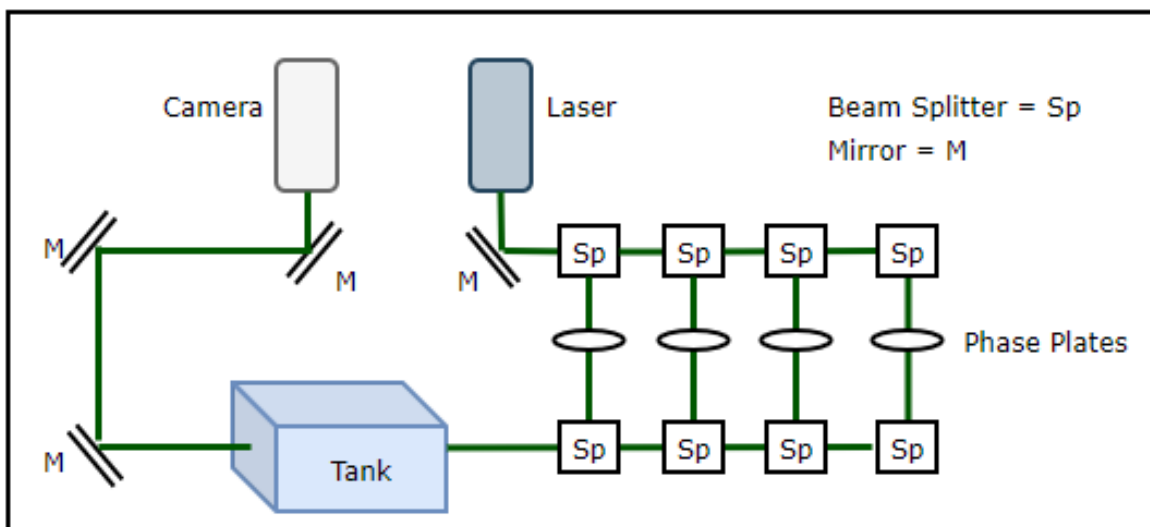 Camera
Laser
Beam Splitter = Sp
Mirror = M
M
M
M
Sp
Sp
Sp
Sp
Phase Plates
M
Tank
Sp
Sp
Sp
Sp